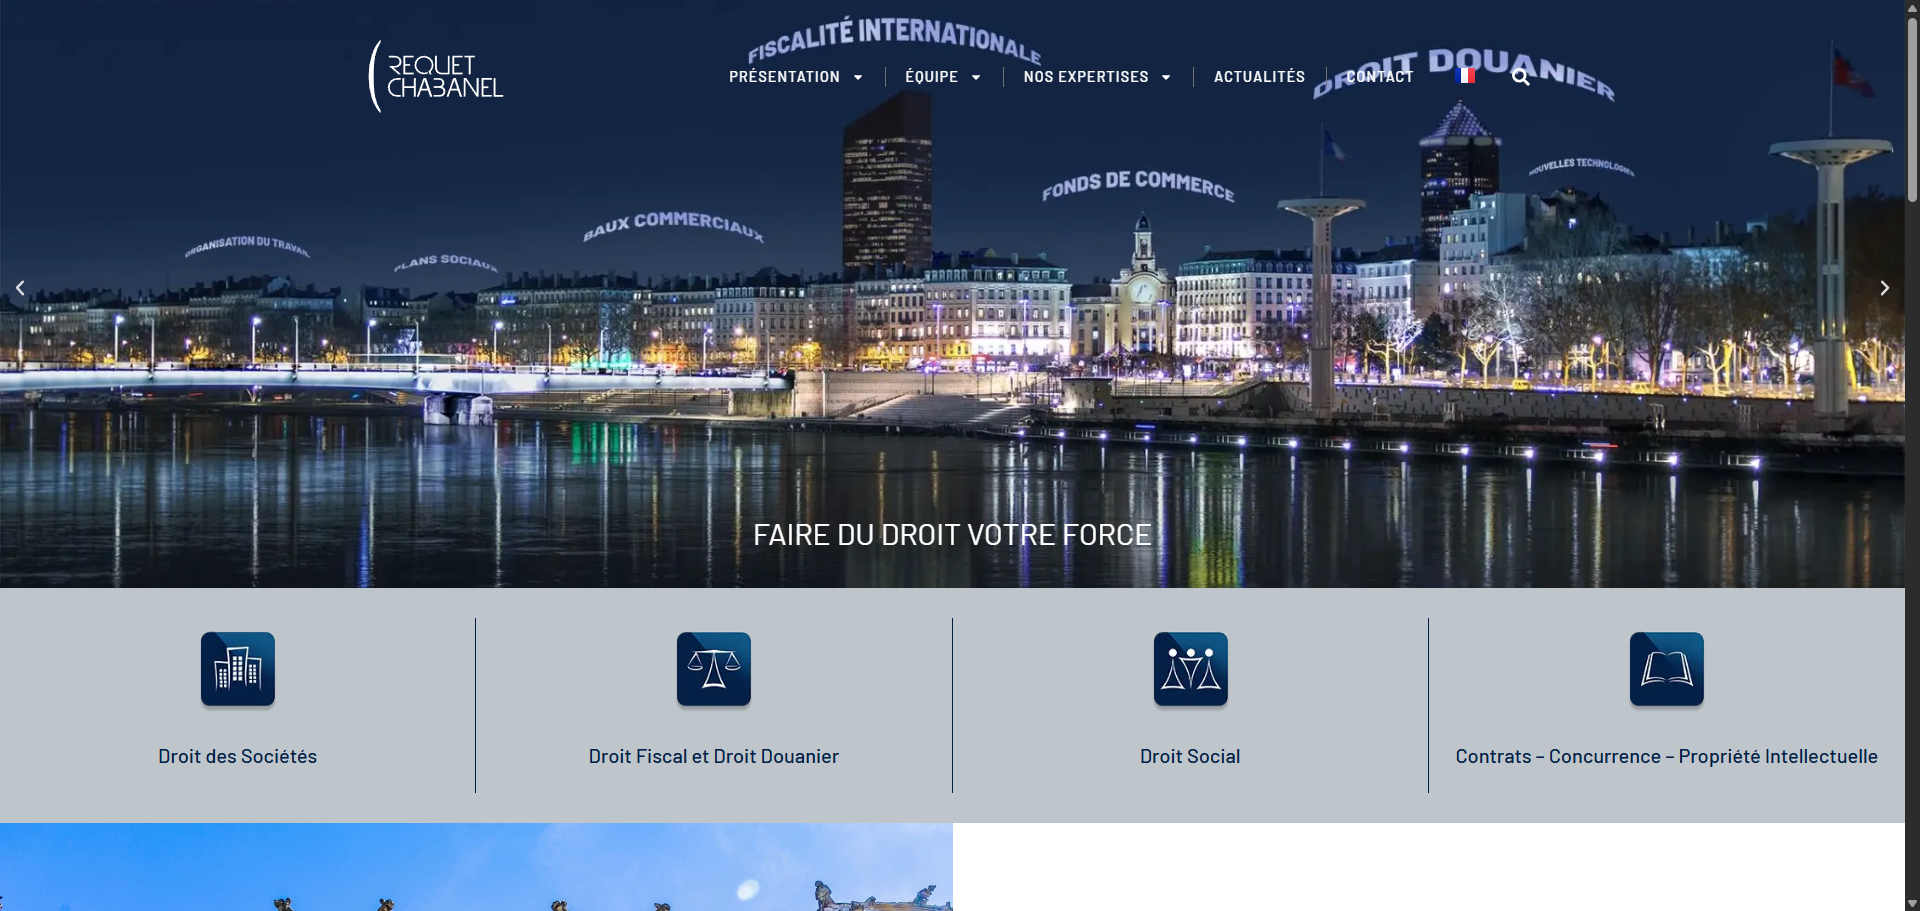 FISCALITÉ INTERNATIONALE
DROIT DOUANIER
REQUET
CHABANEL
PRÉSENTATION
ÉQUIPE
NOS EXPERTISES
ACTUALITÉS
CONTACT
NOUVELLES TECHNOLOGIES
FONDS DE COMMERCE
BAUX COMMERCIAUX
ORGANISATION DU TRAVAIL
PLANS SOCIAUX
FAIRE DU DROIT VOTRE FORCE
Droit des Sociétés
Droit Fiscal et Droit Douanier
Droit Social
Contrats – Concurrence – Propriété Intellectuelle